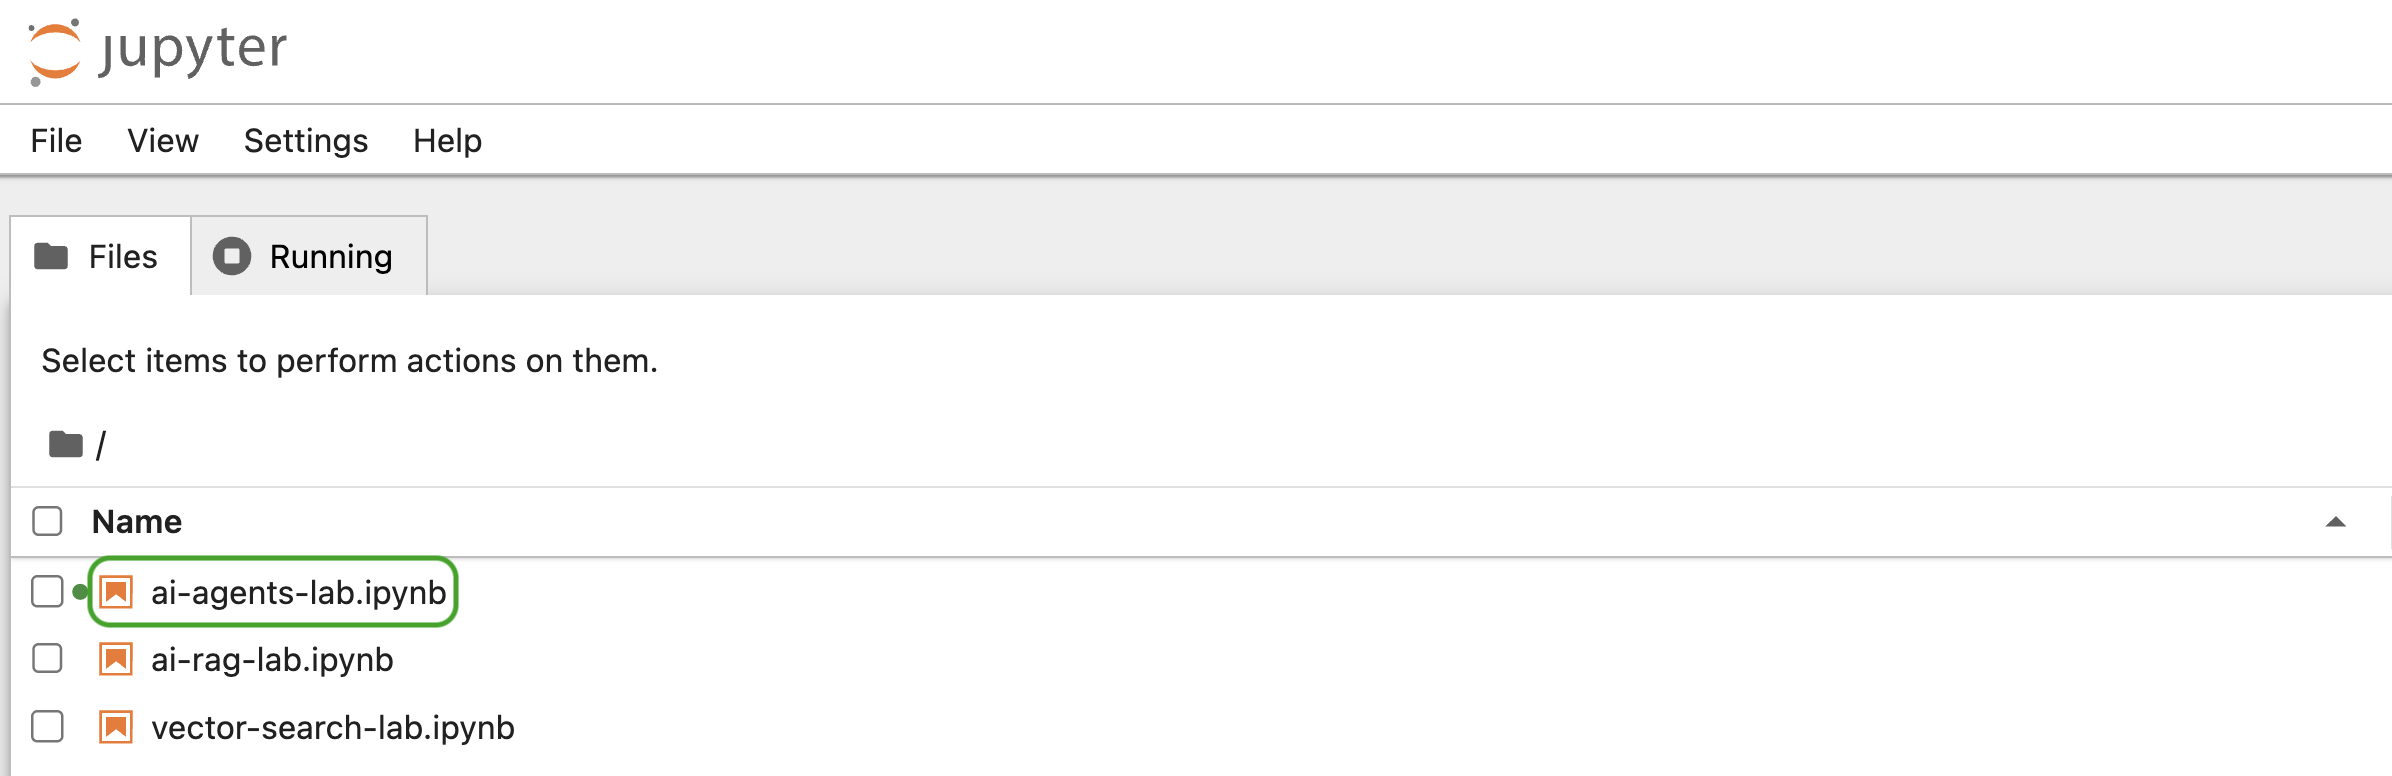 jupyter
File View Settings Help
Files Running
Select items to perform actions on them.
/
Name
ai-agents-lab.ipynb
ai-rag-lab.ipynb
vector-search-lab.ipynb